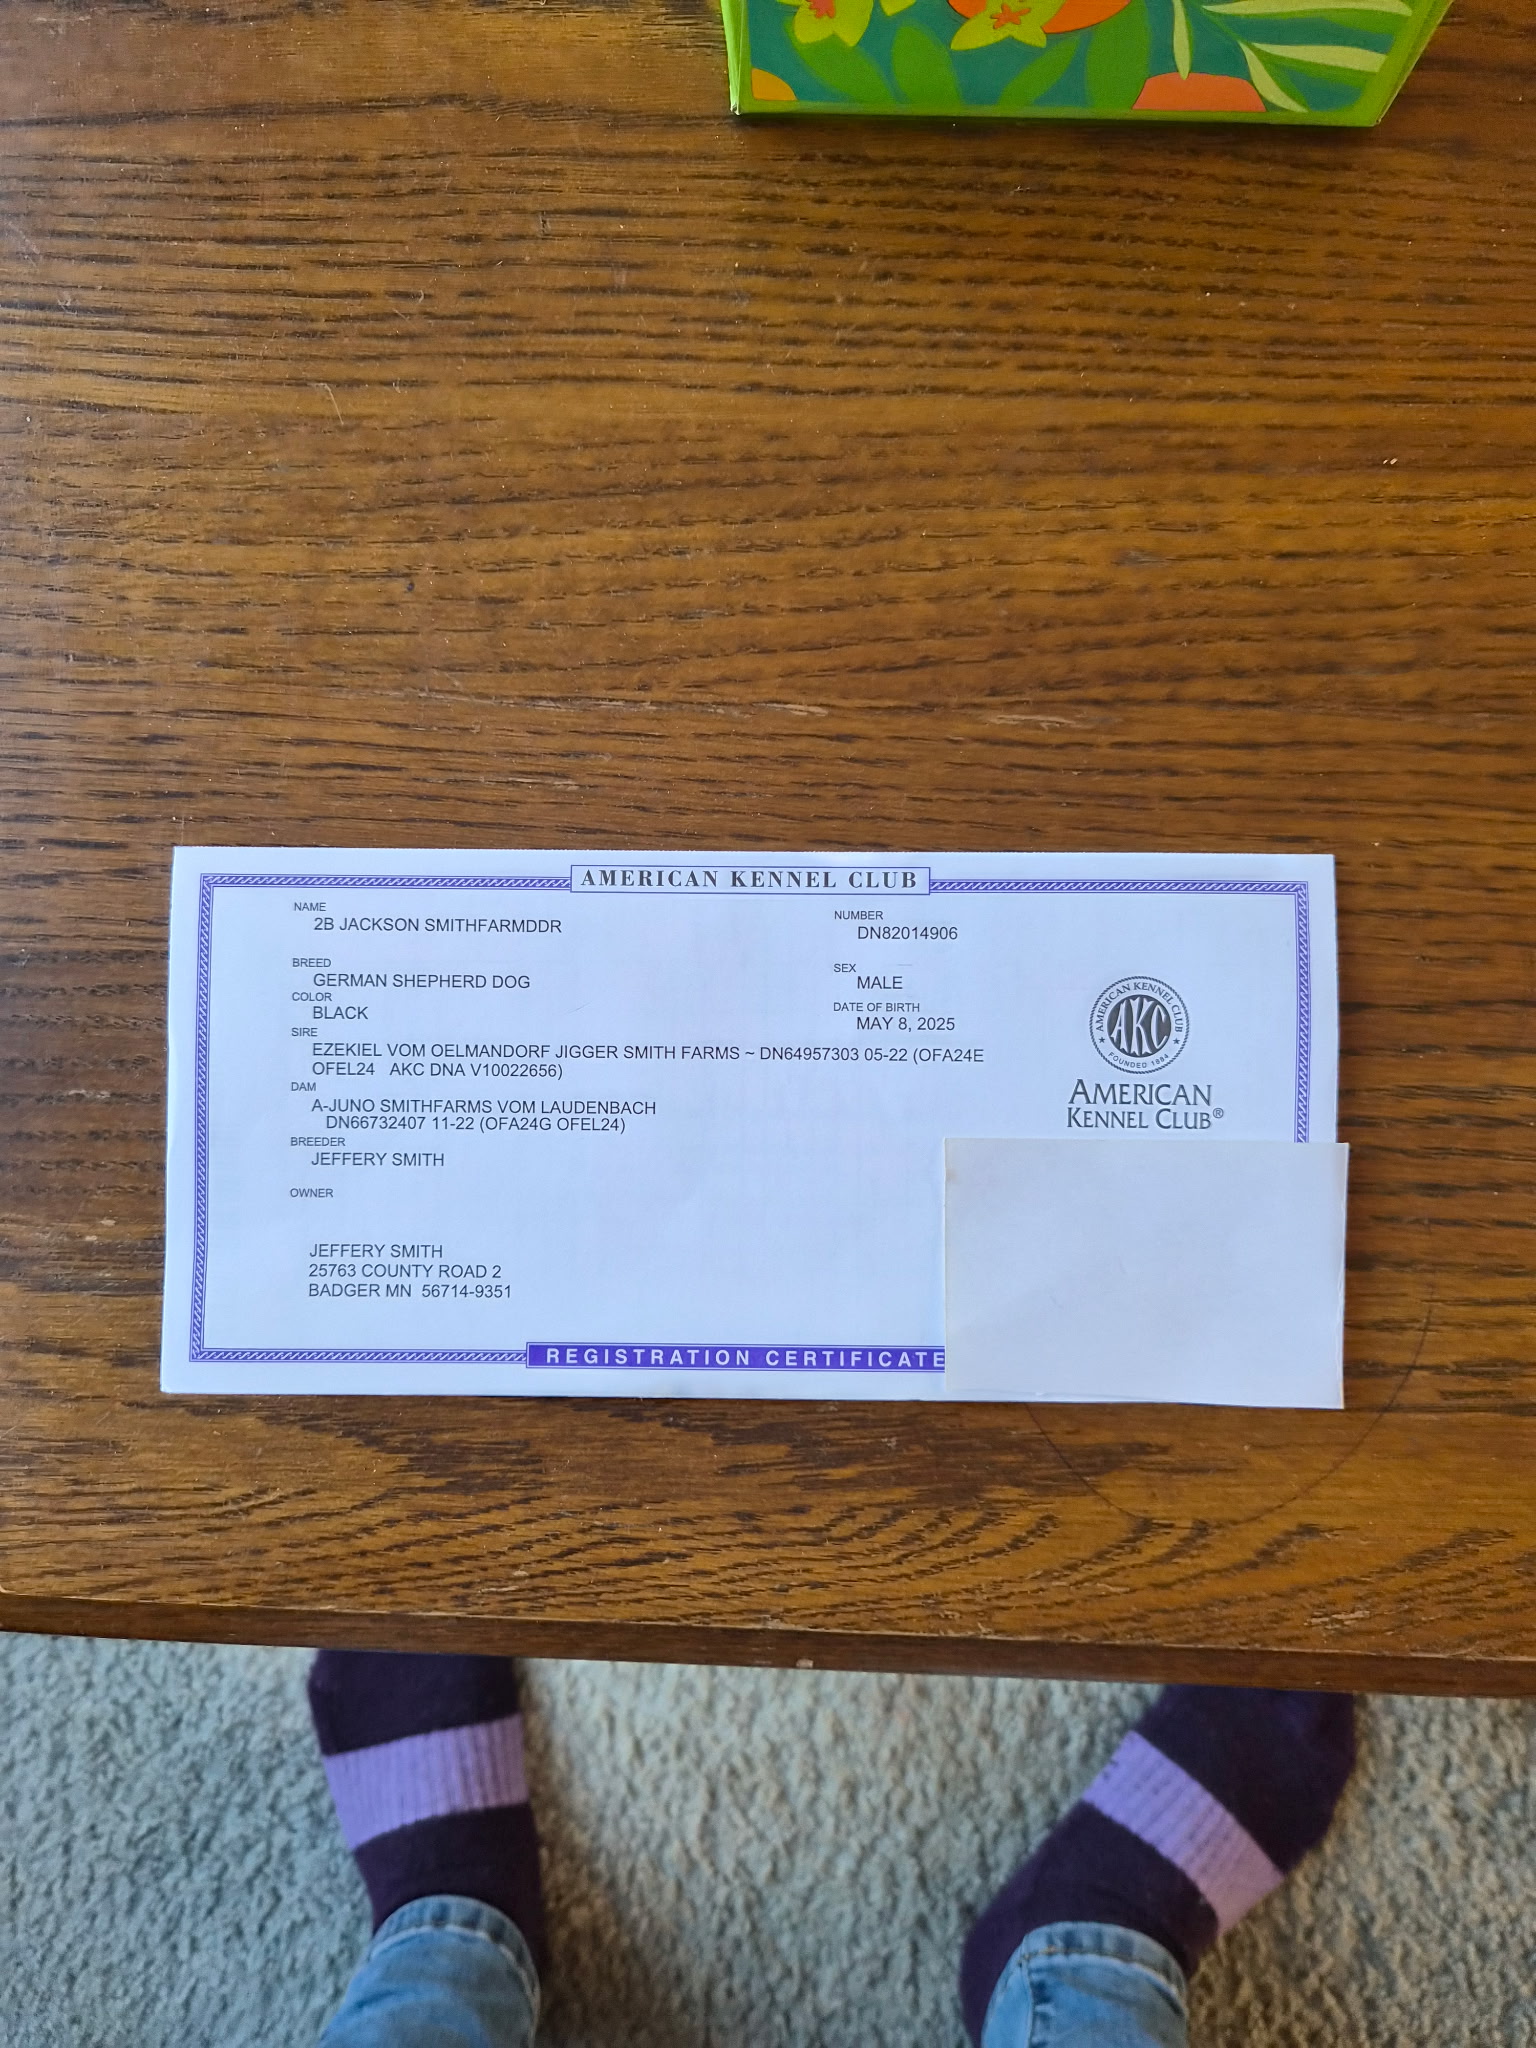 AMERICAN KENNEL CLUB
NAME
2B JACKSON SMITHFARMDDR
NUMBER
DN82014906
BREED
GERMAN SHEPHERD DOG
SEX
MALE
COLOR
BLACK
DATE OF BIRTH
MAY 8, 2025
SIRE
EZEKIEL VOM OELMANDORF JIGGER SMITH FARMS ~ DN64957303 05-22 (OFA24E
OFEL24 AKC DNA V10022656)
DAM
A-JUNO SMITHFARMS VOM LAUDENBACH
DN66732407 11-22 (OFA24G OFEL24)
BREEDER
JEFFERY SMITH
OWNER
JEFFERY SMITH
25763 COUNTY ROAD 2
BADGER MN 56714-9351
AMERICAN KENNEL CLUB
AKC
FOUNDED 1884
AMERICAN
KENNEL CLUB®
REGISTRATION CERTIFICATE